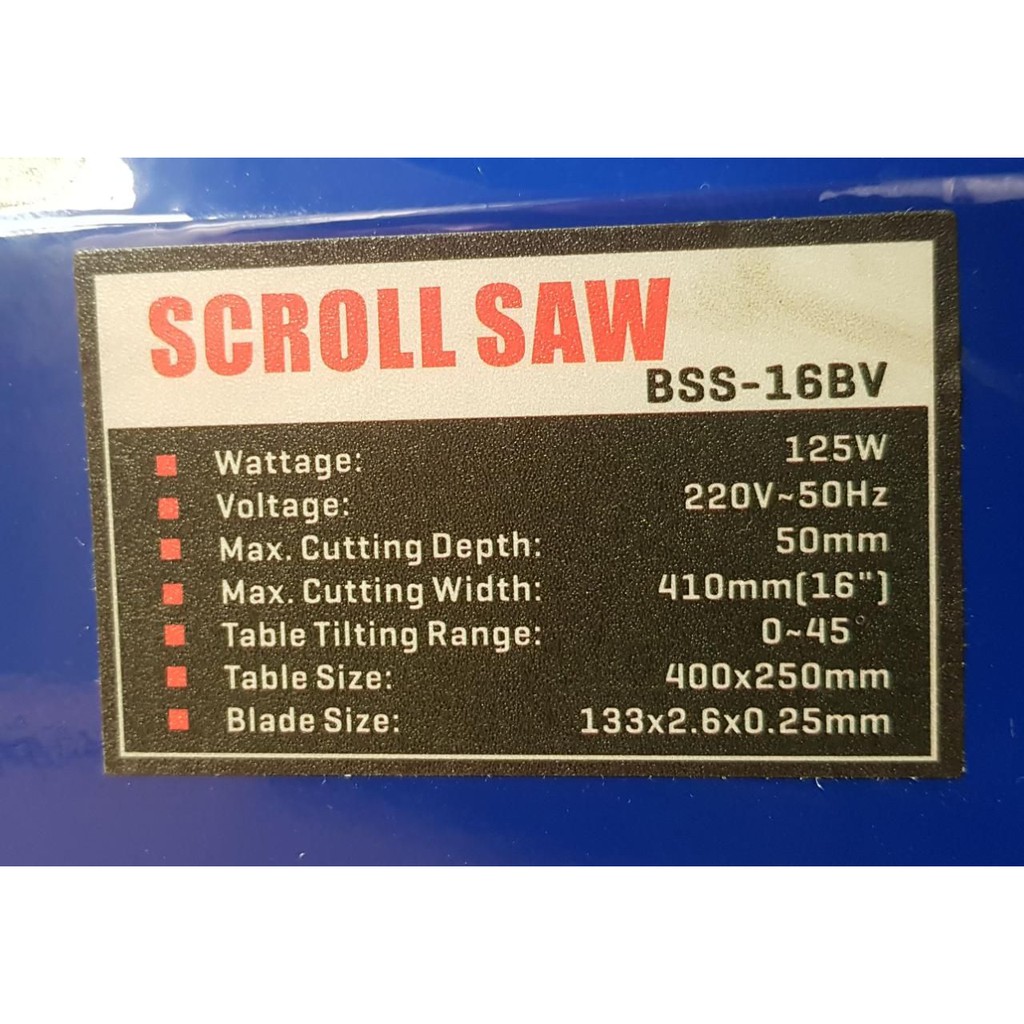 SCROLL SAW
BSS-16BV
Wattage: 125W
Voltage: 220V~50Hz
Max. Cutting Depth: 50mm
Max. Cutting Width: 410mm(16")
Table Tilting Range: 0~45°
Table Size: 400x250mm
Blade Size: 133x2.6x0.25mm